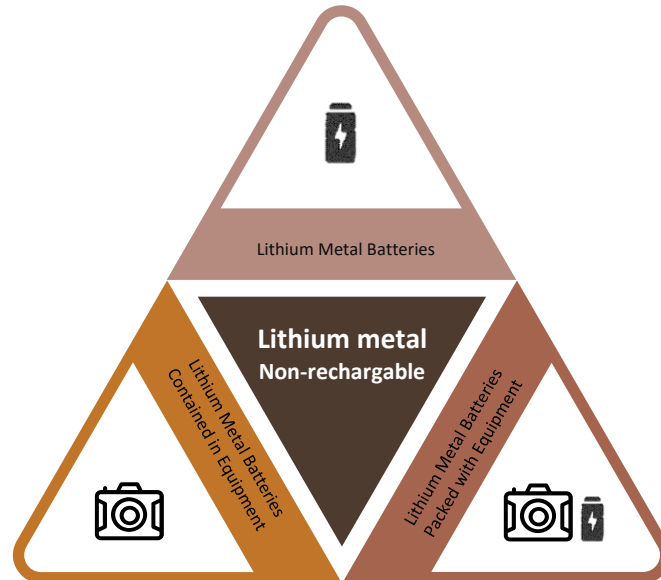 Lithium Metal Batteries
Lithium metal
Non-rechargable
Lithium Metal Batteries
Contained in Equipment
Lithium Metal Batteries
Packed with Equipment